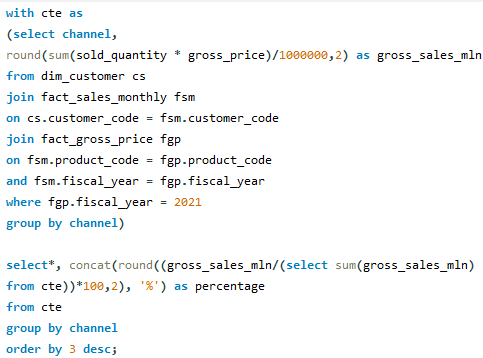 with cte as
(select channel,
round(sum(sold_quantity * gross_price)/1000000,2) as gross_sales_mln
from dim_customer cs
join fact_sales_monthly fsm
on cs.customer_code = fsm.customer_code
join fact_gross_price fgp
on fsm.product_code = fgp.product_code
and fsm.fiscal_year = fgp.fiscal_year
where fgp.fiscal_year = 2021
group by channel)
select*, concat(round((gross_sales_mln/(select sum(gross_sales_mln)
from cte))*100,2), '%') as percentage
from cte
group by channel
order by 3 desc;